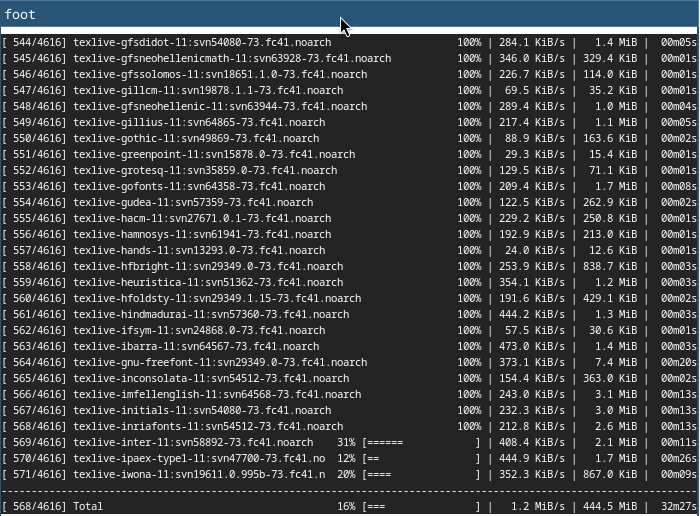 foot
[ 544/4616] texlive-gfsdidot-11:svn54080-73.fc41.noarch 100% | 284.1 KiB/s | 1.4 MiB | 00m05s
[ 545/4616] texlive-gfsneohellenicmath-11:svn63928-73.fc41.noarch 100% | 346.0 KiB/s | 329.4 KiB | 00m01s
[ 546/4616] texlive-gfssolomos-11:svn18651.1.0-73.fc41.noarch 100% | 226.7 KiB/s | 114.0 KiB | 00m01s
[ 547/4616] texlive-gillcm-11:svn19878.1.1-73.fc41.noarch 100% | 69.5 KiB/s | 35.2 KiB | 00m01s
[ 548/4616] texlive-gfsneohellenic-11:svn63944-73.fc41.noarch 100% | 289.4 KiB/s | 1.0 MiB | 00m04s
[ 549/4616] texlive-gillius-11:svn64865-73.fc41.noarch 100% | 217.4 KiB/s | 1.1 MiB | 00m05s
[ 550/4616] texlive-gothic-11:svn49869-73.fc41.noarch 100% | 88.9 KiB/s | 163.6 KiB | 00m02s
[ 551/4616] texlive-greenpoint-11:svn15878.0-73.fc41.noarch 100% | 29.3 KiB/s | 15.4 KiB | 00m01s
[ 552/4616] texlive-grotesq-11:svn35859.0-73.fc41.noarch 100% | 129.5 KiB/s | 71.1 KiB | 00m01s
[ 553/4616] texlive-gofonts-11:svn64358-73.fc41.noarch 100% | 209.4 KiB/s | 1.7 MiB | 00m08s
[ 554/4616] texlive-gudea-11:svn57359-73.fc41.noarch 100% | 122.5 KiB/s | 262.9 KiB | 00m02s
[ 555/4616] texlive-hacm-11:svn27671.0.1-73.fc41.noarch 100% | 229.2 KiB/s | 250.8 KiB | 00m01s
[ 556/4616] texlive-hamnosys-11:svn61941-73.fc41.noarch 100% | 192.9 KiB/s | 213.0 KiB | 00m01s
[ 557/4616] texlive-hands-11:svn13293.0-73.fc41.noarch 100% | 24.0 KiB/s | 12.6 KiB | 00m01s
[ 558/4616] texlive-hfbright-11:svn29349.0-73.fc41.noarch 100% | 253.9 KiB/s | 838.7 KiB | 00m03s
[ 559/4616] texlive-heuristica-11:svn51362-73.fc41.noarch 100% | 354.1 KiB/s | 1.2 MiB | 00m03s
[ 560/4616] texlive-hfoldsty-11:svn29349.1.15-73.fc41.noarch 100% | 191.6 KiB/s | 429.1 KiB | 00m02s
[ 561/4616] texlive-hindmadurai-11:svn57360-73.fc41.noarch 100% | 444.2 KiB/s | 1.3 MiB | 00m03s
[ 562/4616] texlive-ifsym-11:svn24868.0-73.fc41.noarch 100% | 57.5 KiB/s | 30.6 KiB | 00m01s
[ 563/4616] texlive-ibarra-11:svn64567-73.fc41.noarch 100% | 473.0 KiB/s | 1.4 MiB | 00m03s
[ 564/4616] texlive-gnu-freefont-11:svn29349.0-73.fc41.noarch 100% | 373.1 KiB/s | 7.4 MiB | 00m20s
[ 565/4616] texlive-inconsolata-11:svn54512-73.fc41.noarch 100% | 154.4 KiB/s | 363.0 KiB | 00m02s
[ 566/4616] texlive-imfellenglish-11:svn64568-73.fc41.noarch 100% | 243.0 KiB/s | 3.1 MiB | 00m13s
[ 567/4616] texlive-initials-11:svn54080-73.fc41.noarch 100% | 232.3 KiB/s | 3.0 MiB | 00m13s
[ 568/4616] texlive-inriafonts-11:svn54512-73.fc41.noarch 100% | 212.8 KiB/s | 2.6 MiB | 00m13s
[ 569/4616] texlive-inter-11:svn58892-73.fc41.noarch 31% [====== ] | 408.4 KiB/s | 2.1 MiB | 00m11s
[ 570/4616] texlive-ipaex-type1-11:svn47700-73.fc41.no 12% [== ] | 444.9 KiB/s | 1.7 MiB | 00m26s
[ 571/4616] texlive-iwona-11:svn19611.0.995b-73.fc41.n 20% [==== ] | 352.3 KiB/s | 867.0 KiB | 00m09s
--------------------------------------------------------------------------------------------------------------------
[ 568/4616] Total 16% [=== ] | 1.2 MiB/s | 444.5 MiB | 32m27s